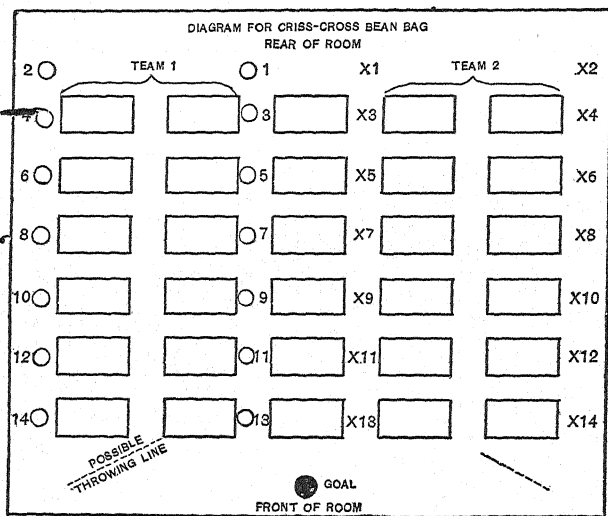 DIAGRAM FOR CRISS-CROSS BEAN BAG
REAR OF ROOM
2 TEAM 1 1 X1 TEAM 2 X2
4 3 X3 X4
6 5 X5 X6
8 7 X7 X8
10 9 X9 X10
12 11 X11 X12
14 13 X13 X14
POSSIBLE
THROWING LINE
GOAL
FRONT OF ROOM